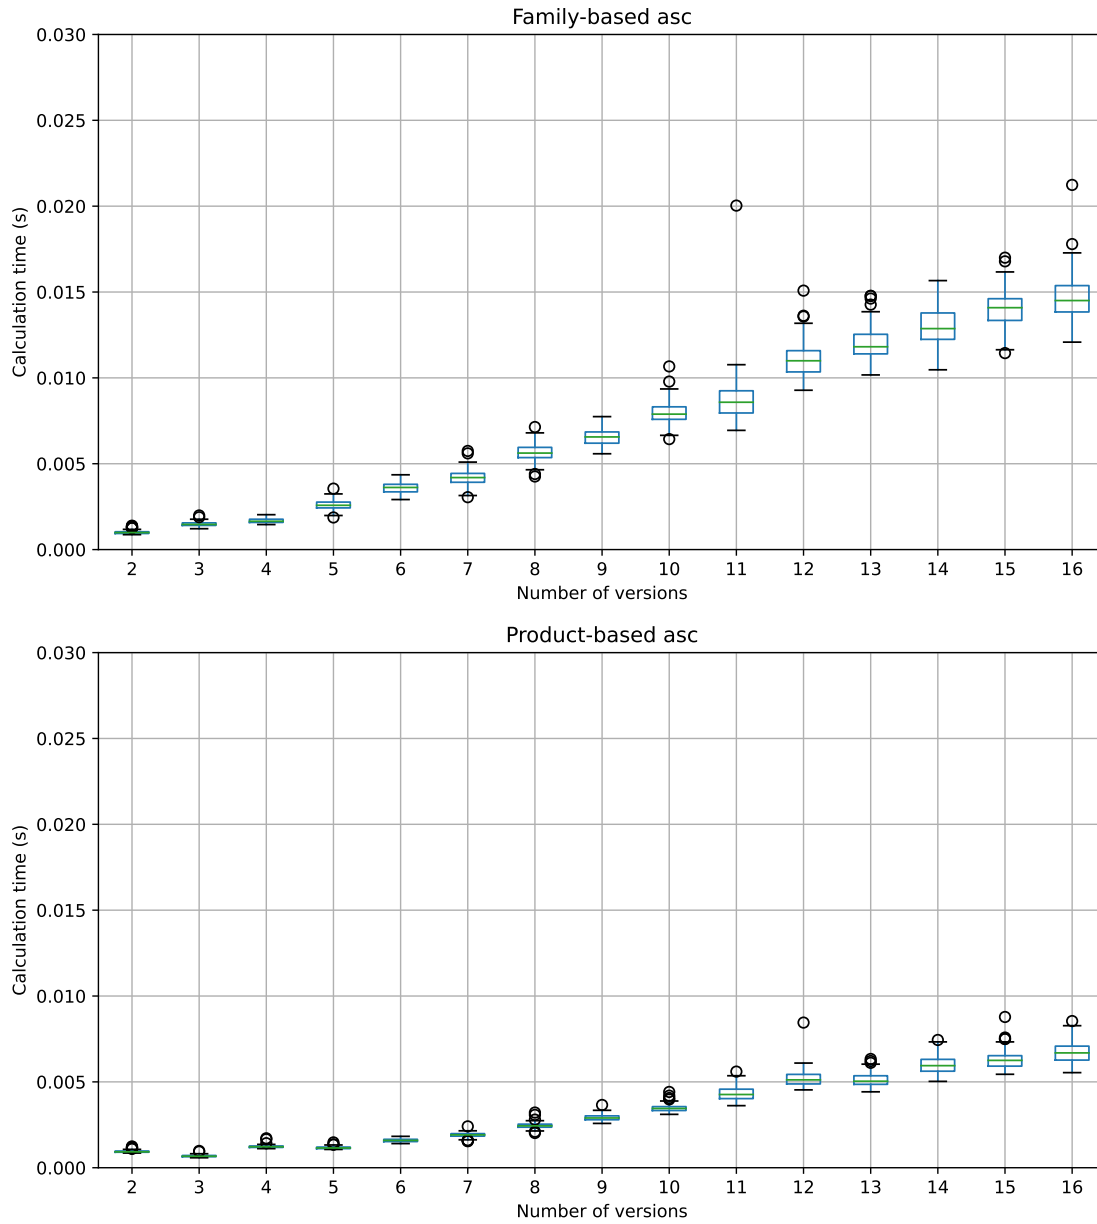 Family-based asc
0.030
0.025
0.020
0.015
0.010
0.005
0.000
Calculation time (s)
2 3 4 5 6 7 8 9 10 11 12 13 14 15 16
Number of versions
Product-based asc
0.030
0.025
0.020
0.015
0.010
0.005
0.000
Calculation time (s)
2 3 4 5 6 7 8 9 10 11 12 13 14 15 16
Number of versions